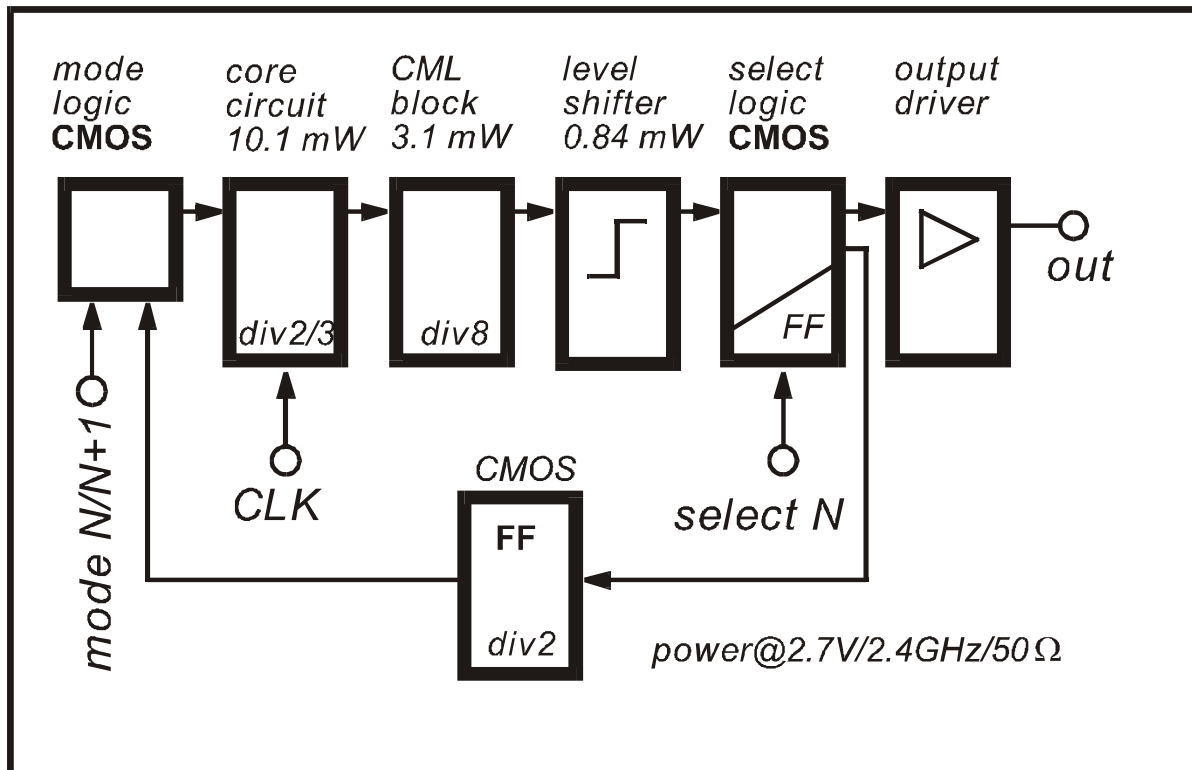 mode
logic
CMOS
core
circuit
10.1 mW
CML
block
3.1 mW
level
shifter
0.84 mW
select
logic
CMOS
output
driver
div2/3
div8
FF
out
mode N/N+1
CLK
select N
CMOS
FF
div2
power@2.7V/2.4GHz/50 Ω